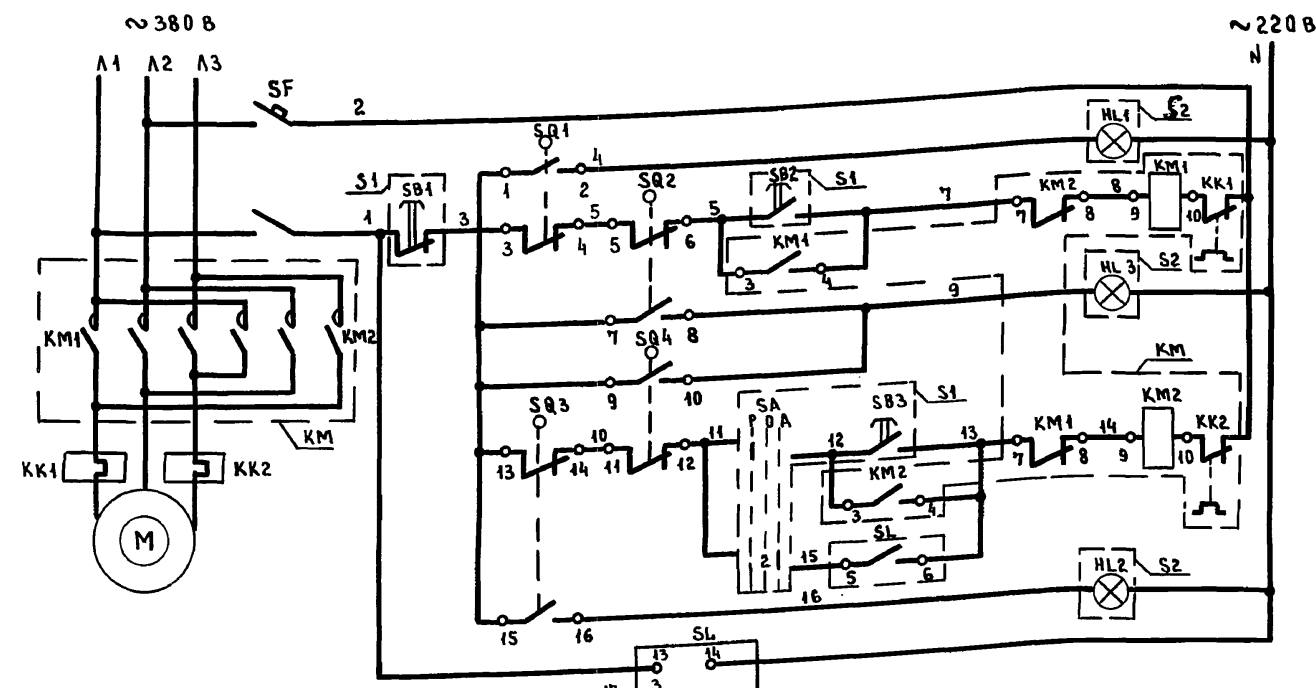 ~380 В
~220 В
Л1 Л2 Л3
N
SF
2
HL1
S2
SQ1
4
1
2
KM1
S1
SB1
SQ2
SB2
S1
KM2
8
KK1
1
3
5
5
7
3
4
5
6
7
8
9
10
KM1
3
4
S2
HL3
9
KM1
KM2
7
8
SQ4
KM
9
10
KM2
SQ3
SA
S1
SB3
KM
P O A
11
12
13
KM1
14
KK2
10
13
14
11
12
7
8
9
10
KK1
KK2
KM2
3
4
M
SL
15
2
5
6
HL2
S2
16
15
16
SL
13
14
3